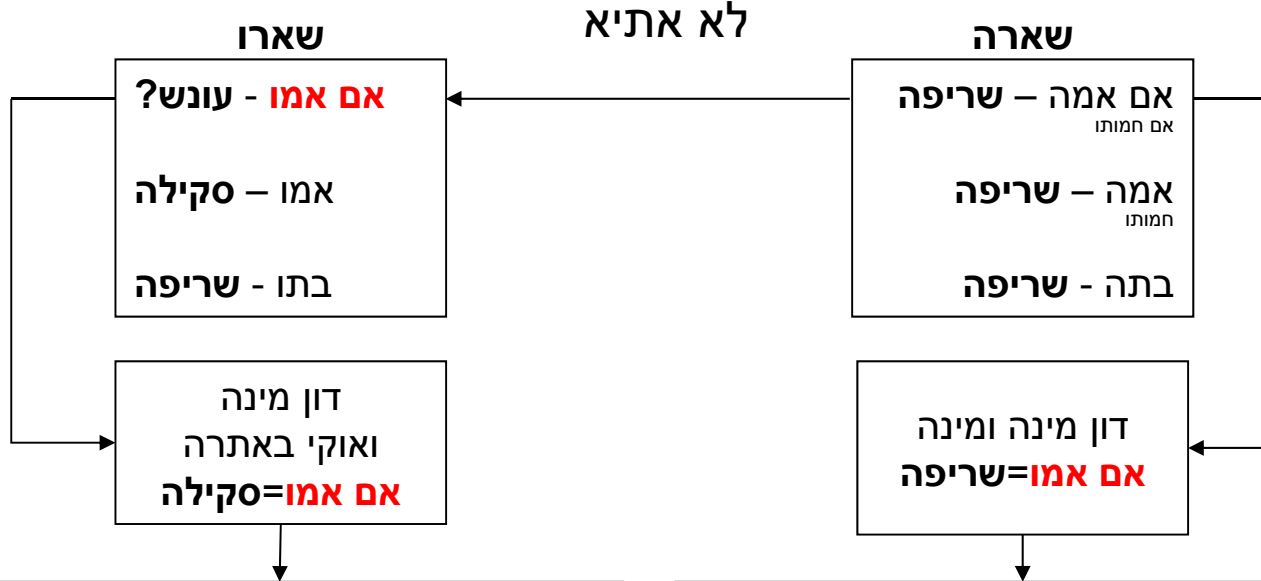 לא אתיא
שארה
אם אמה – שריפה
אם חמותו
אמה – שריפה
חמותו
בתה - שריפה
שארו
אם אמו - עונש?
אמו – סקילה
בתו - שריפה
דון מינה ומינה
אם אמו=שריפה
דון מינה
ואוקי באתרה
אם אמו=סקילה